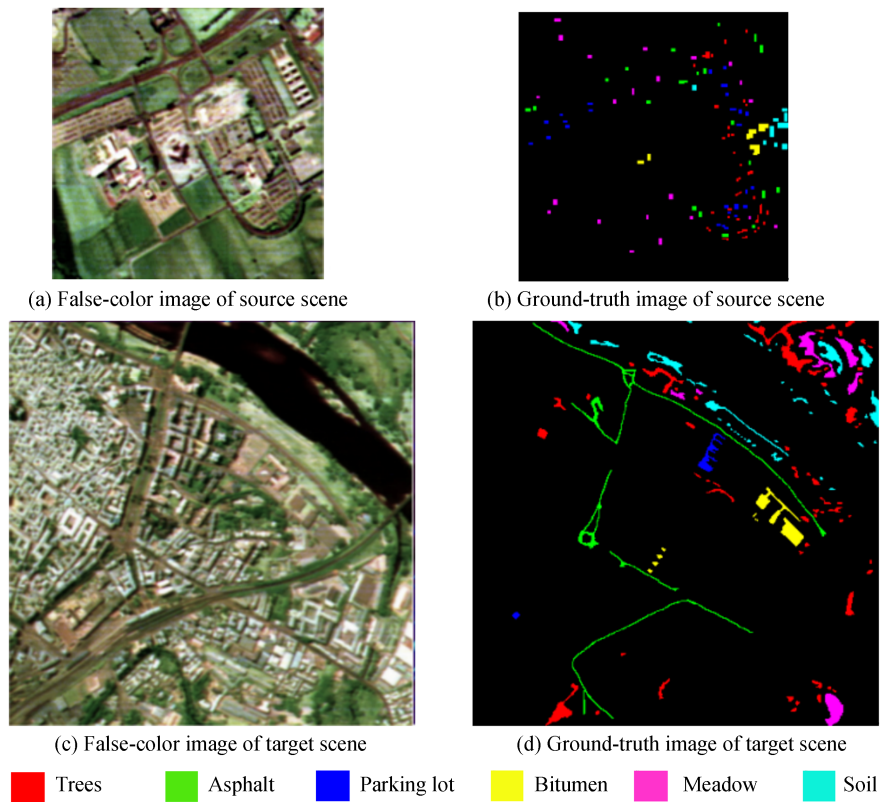 (a) False-color image of source scene
(b) Ground-truth image of source scene
(c) False-color image of target scene
(d) Ground-truth image of target scene
Trees Asphalt Parking lot Bitumen Meadow Soil